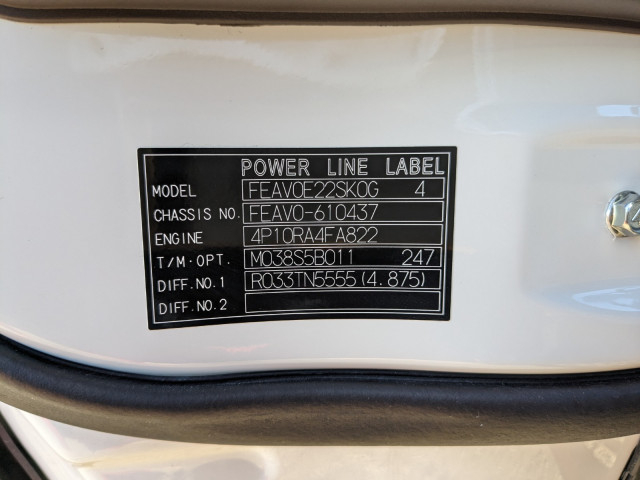 POWER LINE LABEL
MODEL FEAV0E22SK0G 4
CHASSIS NO. FEAV0-610437
ENGINE 4P10RA4FA822
T/M·OPT. M038S5B011 247
DIFF.NO.1 R033TN5555(4.875)
DIFF.NO.2